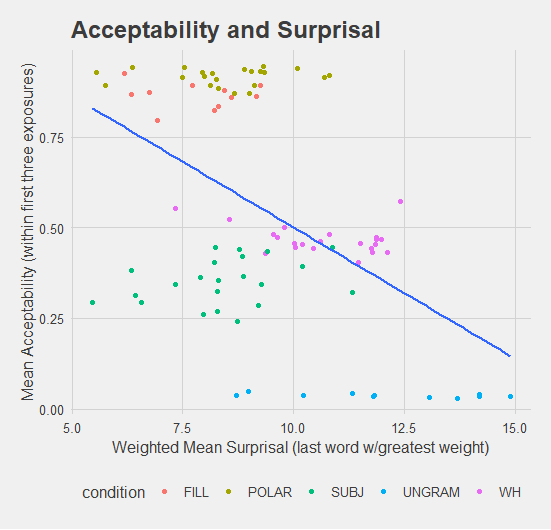 Acceptability and Surprisal
Mean Acceptability (within first three exposures)
0.75
0.50
0.25
0.00
5.0 7.5 10.0 12.5 15.0
Weighted Mean Surprisal (last word w/greatest weight)
condition FILL POLAR SUBJ UNGRAM WH